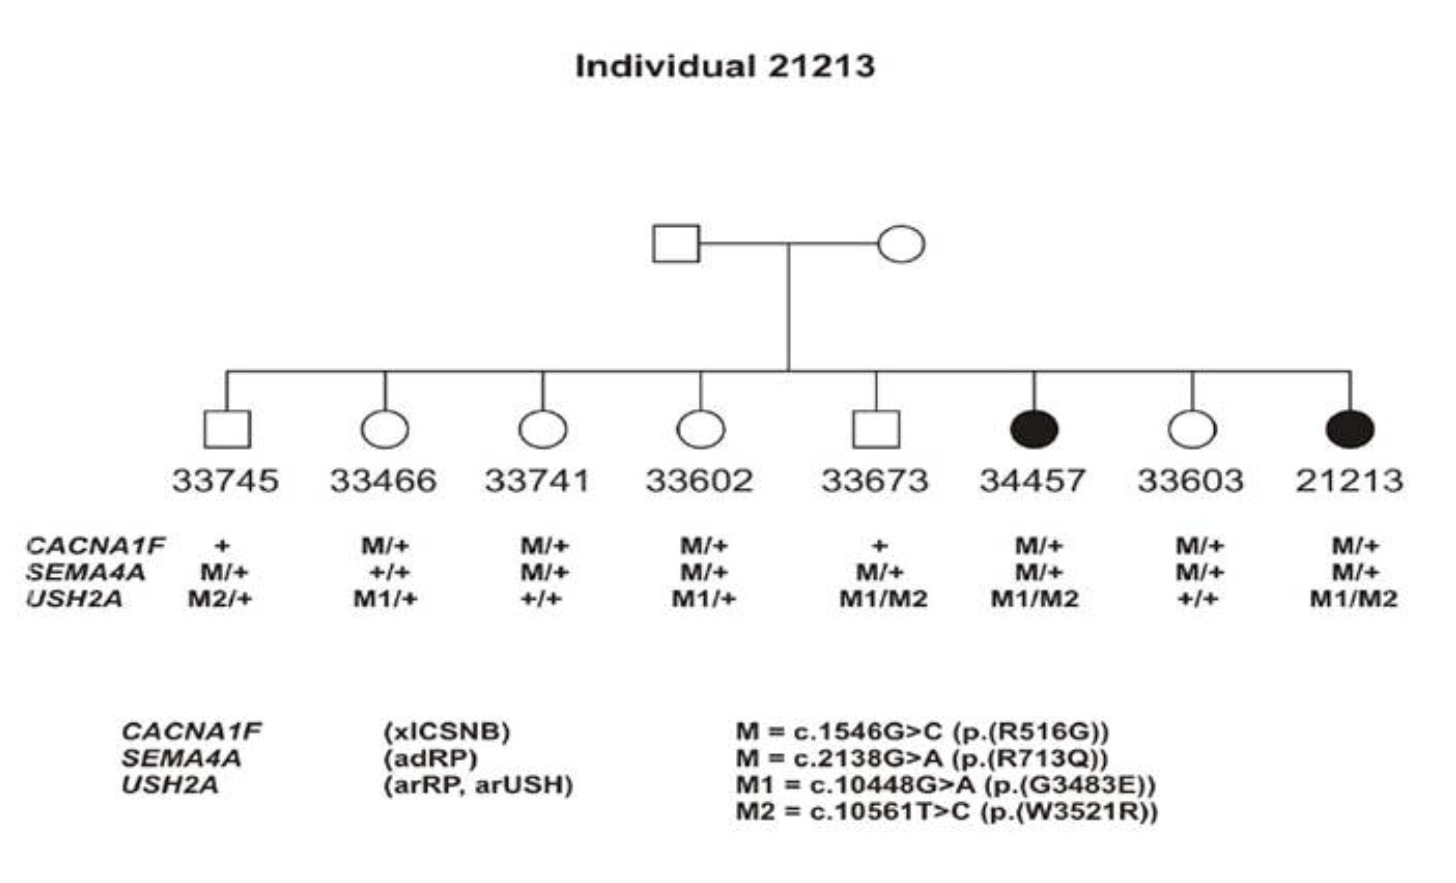 Individual 21213
33745 33466 33741 33602 33673 34457 33603 21213
CACNA1F + M/+ M/+ M/+ + M/+ M/+ M/+
SEMA4A M/+ +/+ M/+ M/+ M/+ M/+ M/+ M/+
USH2A M2/+ M1/+ +/+ M1/+ M1/M2 M1/M2 +/+ M1/M2
CACNA1F (xlCSNB) M = c.1546G>C (p.(R516G))
SEMA4A (adRP) M = c.2138G>A (p.(R713Q))
USH2A (arRP, arUSH) M1 = c.10448G>A (p.(G3483E))
M2 = c.10561T>C (p.(W3521R))